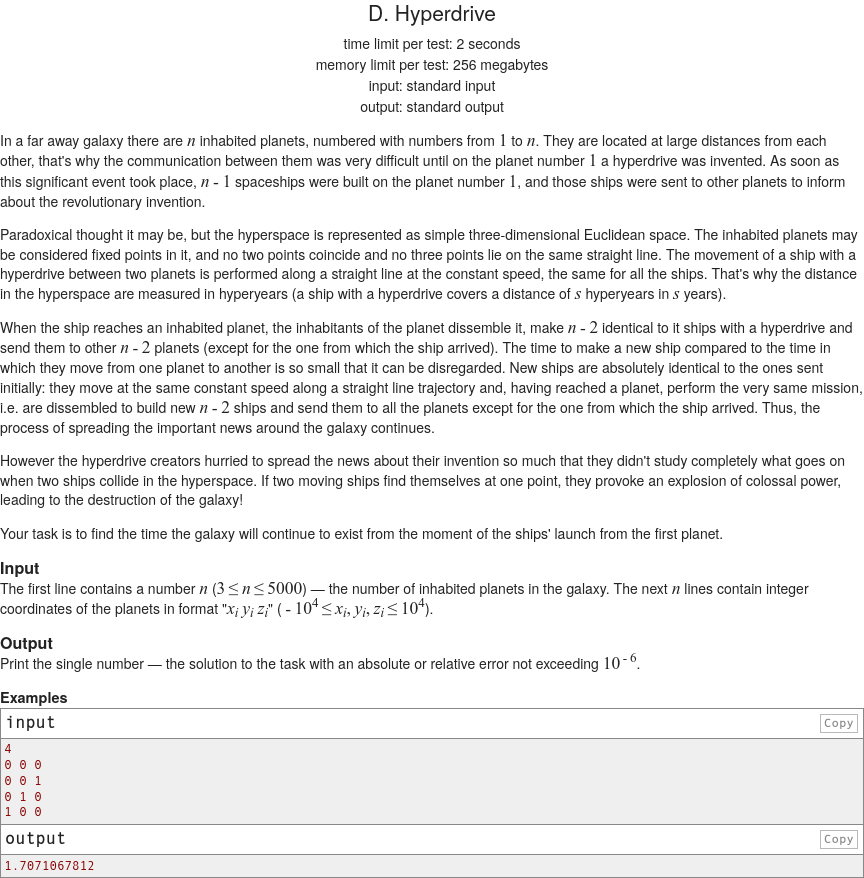 D. Hyperdrive
time limit per test: 2 seconds
memory limit per test: 256 megabytes
input: standard input
output: standard output
In a far away galaxy there are n inhabited planets, numbered with numbers from 1 to n. They are located at large distances from each
other, that's why the communication between them was very difficult until on the planet number 1 a hyperdrive was invented. As soon as
this significant event took place, n - 1 spaceships were built on the planet number 1, and those ships were sent to other planets to inform
about the revolutionary invention.
Paradoxical thought it may be, but the hyperspace is represented as simple three-dimensional Euclidean space. The inhabited planets may
be considered fixed points in it, and no two points coincide and no three points lie on the same straight line. The movement of a ship with a
hyperdrive between two planets is performed along a straight line at the constant speed, the same for all the ships. That's why the distance
in the hyperspace are measured in hyperyears (a ship with a hyperdrive covers a distance of s hyperyears in s years).
When the ship reaches an inhabited planet, the inhabitants of the planet dissemble it, make n - 2 identical to it ships with a hyperdrive and
send them to other n - 2 planets (except for the one from which the ship arrived). The time to make a new ship compared to the time in
which they move from one planet to another is so small that it can be disregarded. New ships are absolutely identical to the ones sent
initially: they move at the same constant speed along a straight line trajectory and, having reached a planet, perform the very same mission,
i.e. are dissembled to build new n - 2 ships and send them to all the planets except for the one from which the ship arrived. Thus, the
process of spreading the important news around the galaxy continues.
However the hyperdrive creators hurried to spread the news about their invention so much that they didn't study completely what goes on
when two ships collide in the hyperspace. If two moving ships find themselves at one point, they provoke an explosion of colossal power,
leading to the destruction of the galaxy!
Your task is to find the time the galaxy will continue to exist from the moment of the ships' launch from the first planet.
Input
The first line contains a number n (3 ≤ n ≤ 5000) — the number of inhabited planets in the galaxy. The next n lines contain integer
coordinates of the planets in format "xi yi zi" ( - 10^4 ≤ xi, yi, zi ≤ 10^4).
Output
Print the single number — the solution to the task with an absolute or relative error not exceeding 10^ - 6.
Examples
input
Copy
4
0 0 0
0 0 1
0 1 0
1 0 0
output
Copy
1.7071067812